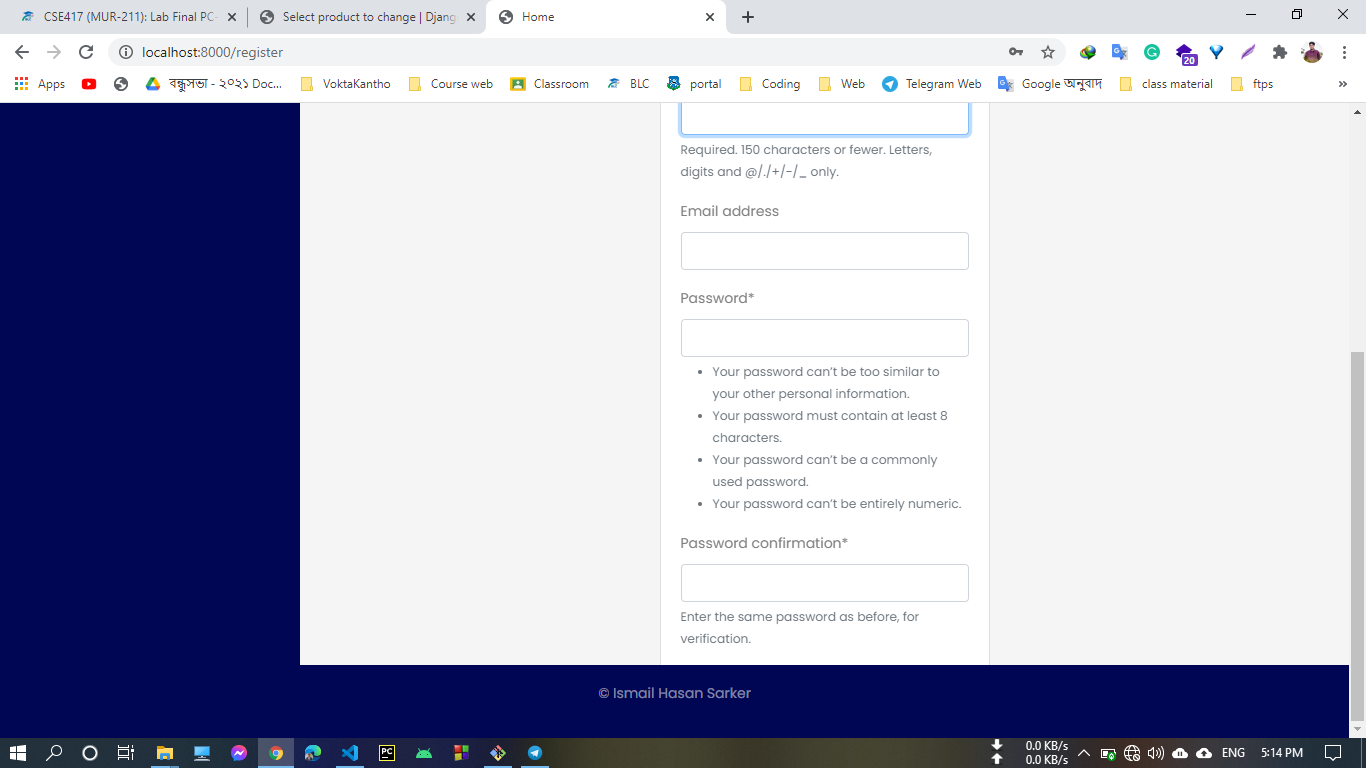 CSE417 (MUR-211): Lab Final PC-
Select product to change | Djang
Home
localhost:8000/register
20
Apps
বন্ধুসভা - ২০২১ Doc...
VoktaKantho
Course web
Classroom
BLC
portal
Coding
Web
Telegram Web
Google অনুবাদ
class material
ftps
»
Required. 150 characters or fewer. Letters,
digits and @/./+/-/_ only.
Email address
Password*
• Your password can’t be too similar to
your other personal information.
• Your password must contain at least 8
characters.
• Your password can’t be a commonly
used password.
• Your password can’t be entirely numeric.
Password confirmation*
Enter the same password as before, for
verification.
© Ismail Hasan Sarker
PC
0.0 KB/s
0.0 KB/s
ENG
5:14 PM